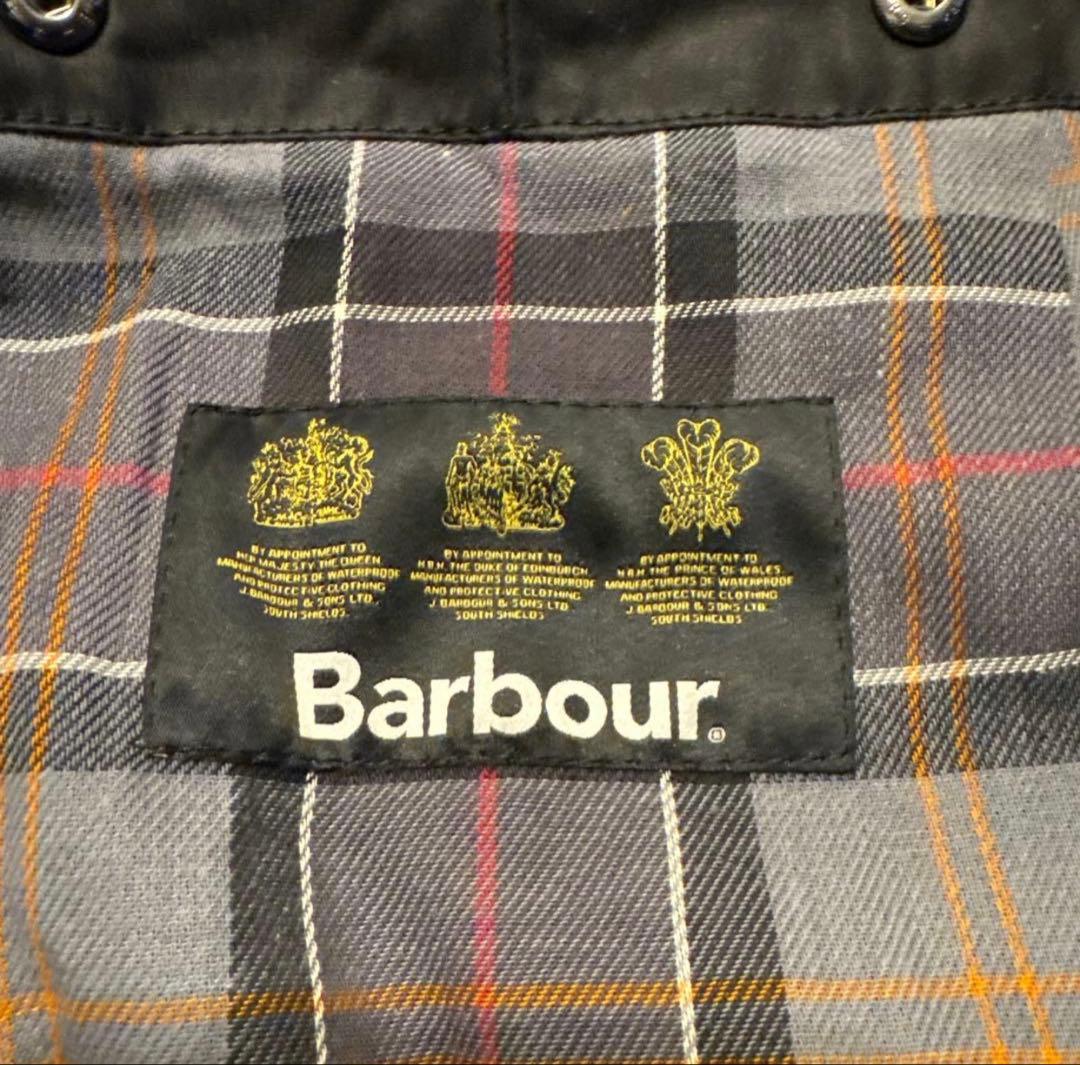 BY APPOINTMENT TO
H.R. MAJESTY THE QUEEN
MANUFACTURERS OF WATERPROOF
AND PROTECTIVE CLOTHING
J. BARBOUR & SONS LTD.
SOUTH SHIELDS.
BY APPOINTMENT TO
H.R.H. THE DUKE OF EDINBURGH
MANUFACTURERS OF WATERPROOF
AND PROTECTIVE CLOTHING
J. BARBOUR & SONS LTD
SOUTH SHIELDS
BY APPOINTMENT TO
H.R.H. THE PRINCE OF WALES
MANUFACTURERS OF WATERPROOF
AND PROTECTIVE CLOTHING
J. BARBOUR & SONS LTD.
SOUTH SHIELDS
Barbour®